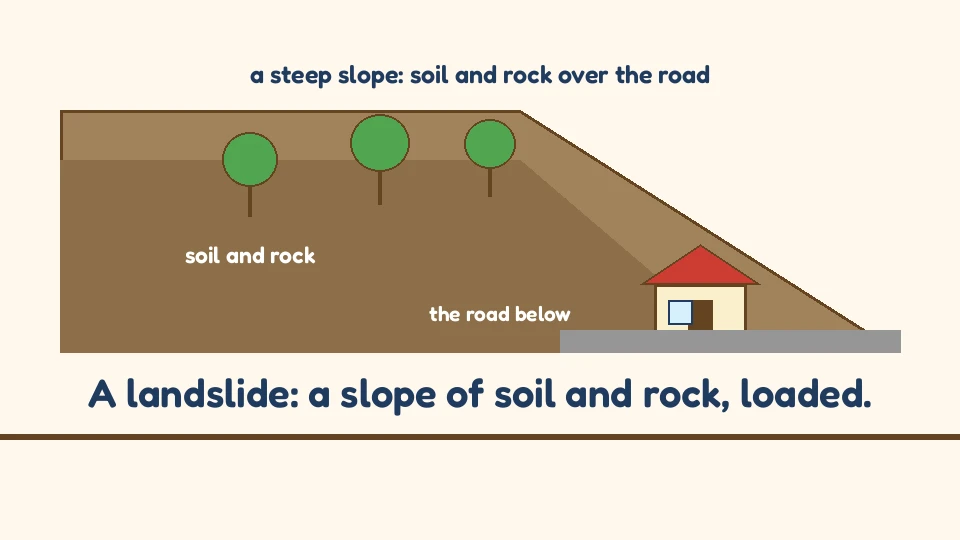 a steep slope: soil and rock over the road
soil and rock
the road below
A landslide: a slope of soil and rock, loaded.